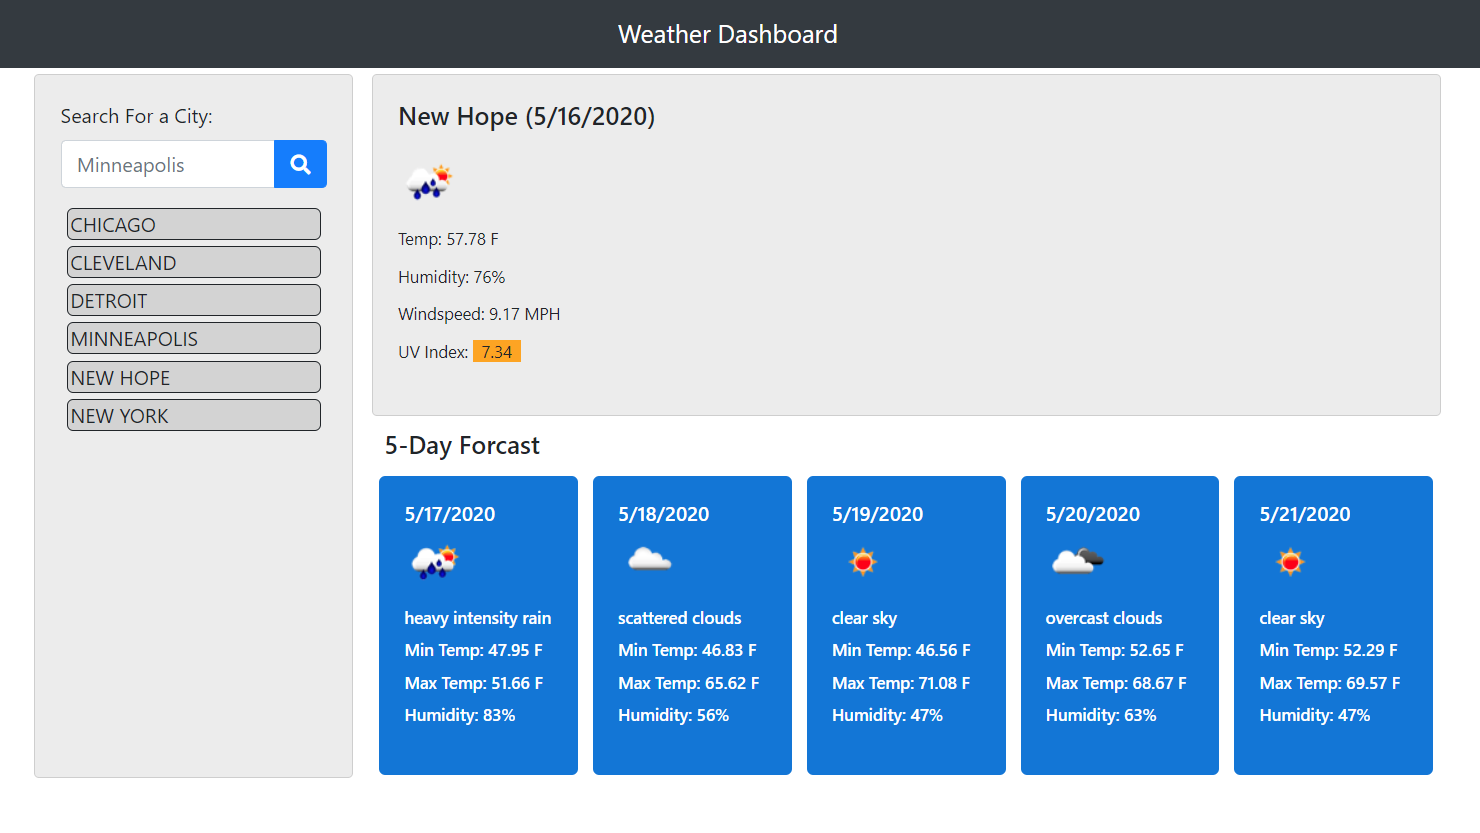 Weather Dashboard
Search For a City:
Minneapolis
CHICAGO
CLEVELAND
DETROIT
MINNEAPOLIS
NEW HOPE
NEW YORK
New Hope (5/16/2020)
Temp: 57.78 F
Humidity: 76%
Windspeed: 9.17 MPH
UV Index: 7.34
5-Day Forcast
5/17/2020
heavy intensity rain
Min Temp: 47.95 F
Max Temp: 51.66 F
Humidity: 83%
5/18/2020
scattered clouds
Min Temp: 46.83 F
Max Temp: 65.62 F
Humidity: 56%
5/19/2020
clear sky
Min Temp: 46.56 F
Max Temp: 71.08 F
Humidity: 47%
5/20/2020
overcast clouds
Min Temp: 52.65 F
Max Temp: 68.67 F
Humidity: 63%
5/21/2020
clear sky
Min Temp: 52.29 F
Max Temp: 69.57 F
Humidity: 47%